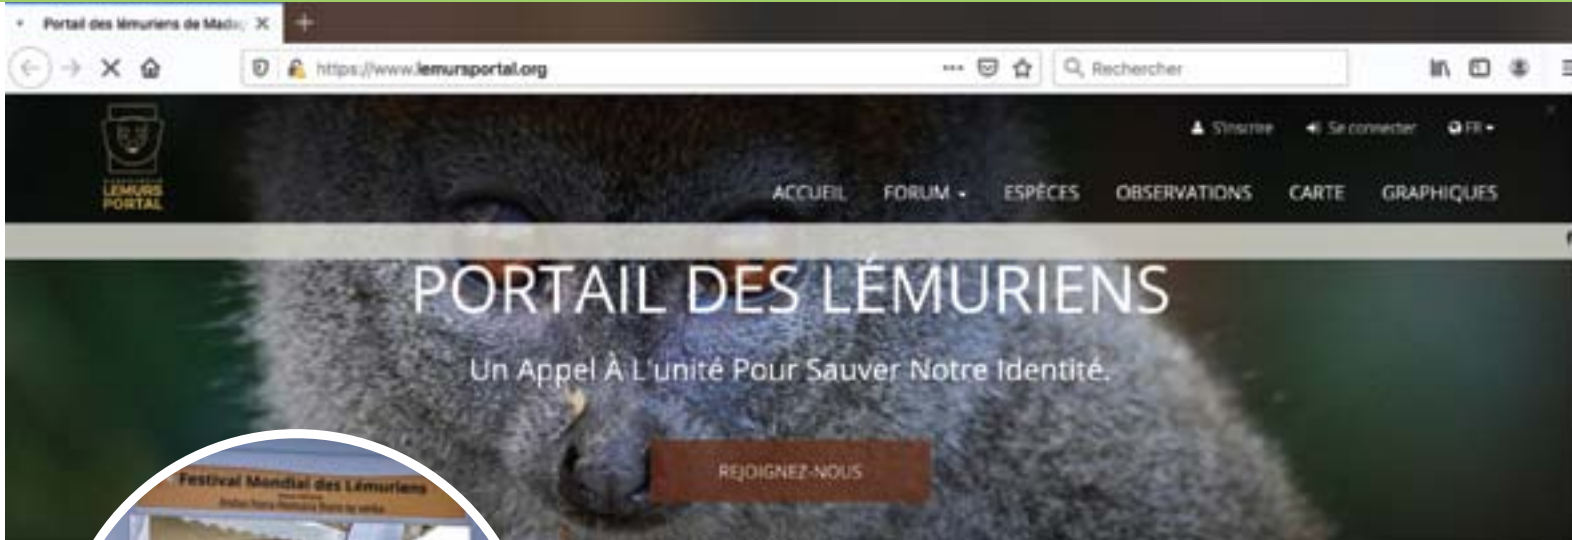 Portail des lémuriens de Mada
https://www.lemursportal.org
Rechercher
LEMURS
PORTAL
S'inscrire
Se connecter
FR
ACCUEIL
FORUM
ESPÈCES
OBSERVATIONS
CARTE
GRAPHIQUES
PORTAIL DES LÉMURIENS
Un Appel À L'unité Pour Sauver Notre Identité.
REJOIGNEZ-NOUS
Festival Mondial des Lémuriens